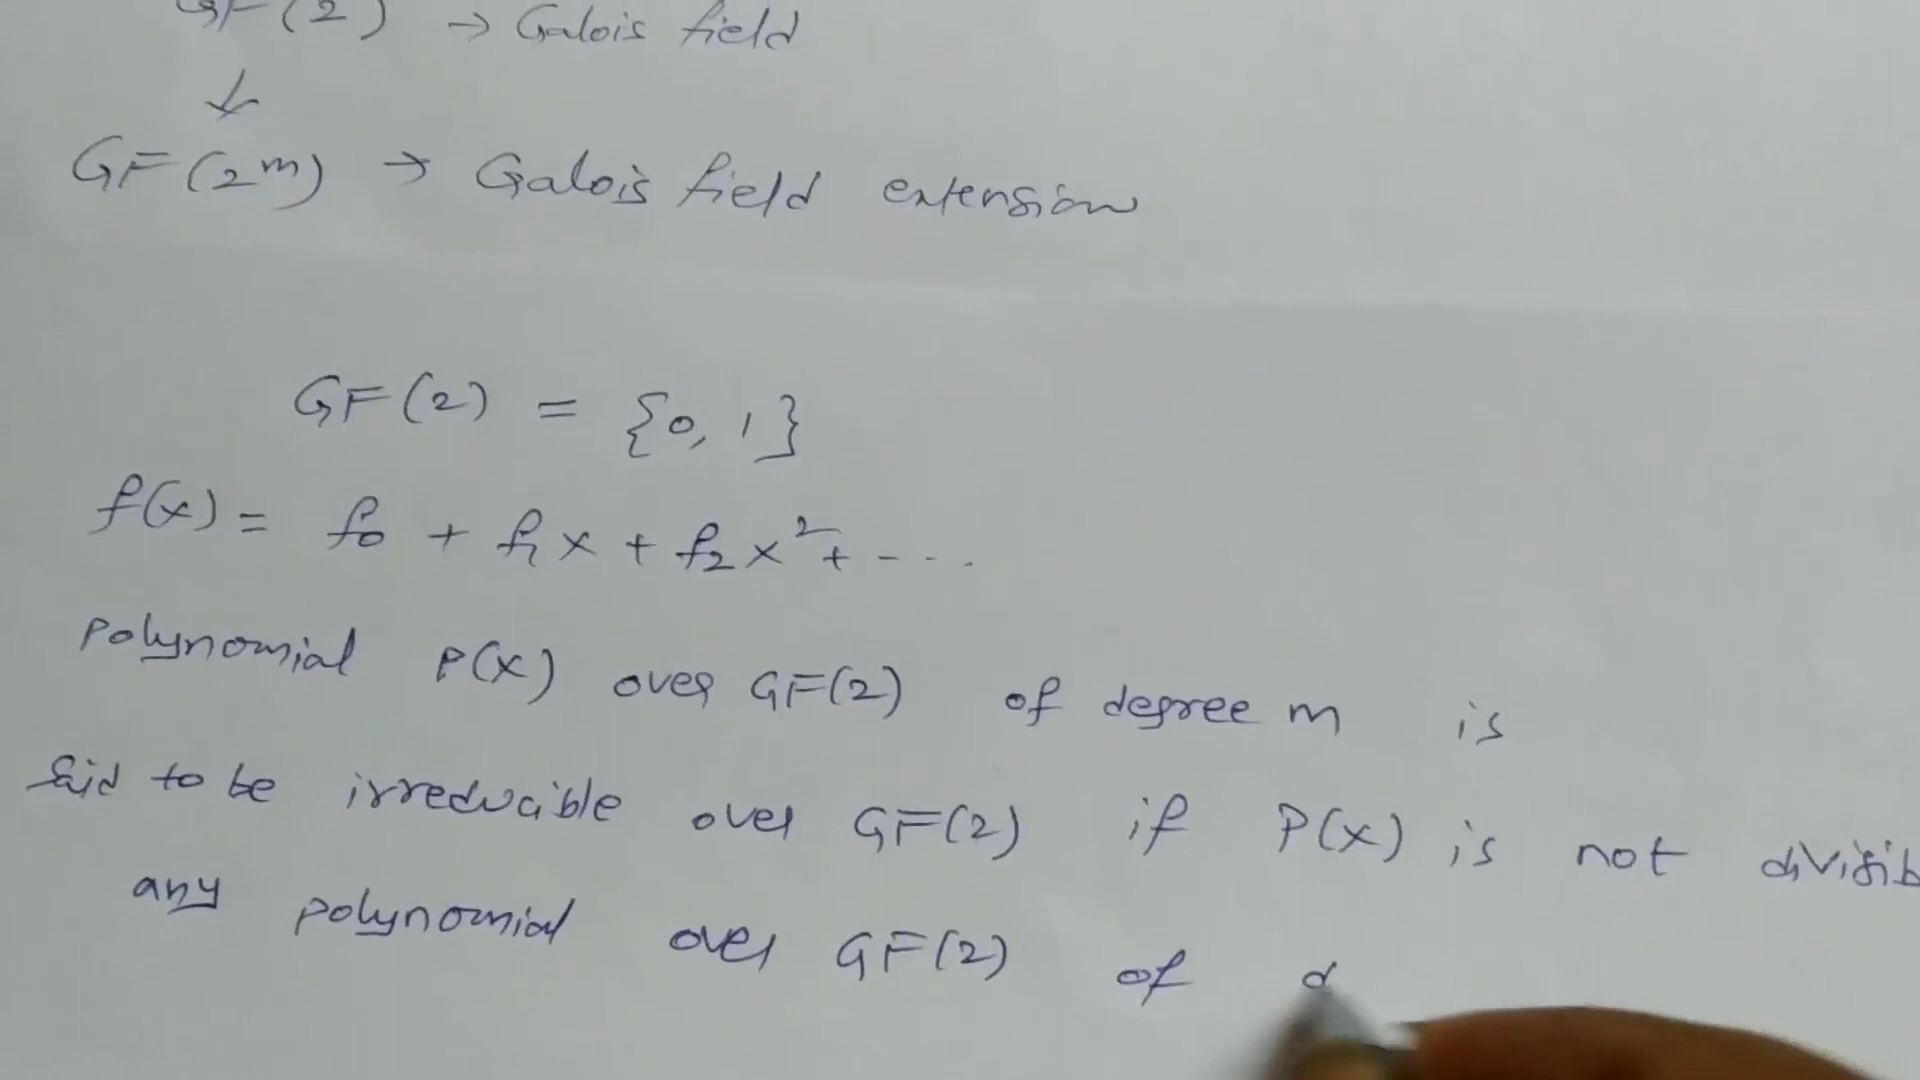 GF(2) → Galois field
↓
GF(2^m) → Galois field extension
GF(2) = {0, 1}
f(x) = f0 + f1 x + f2 x^2 + ----
polynomial P(X) over GF(2) of degree m is
said to be irreducible over GF(2) if P(X) is not divisib
any polynomial over GF(2) of d